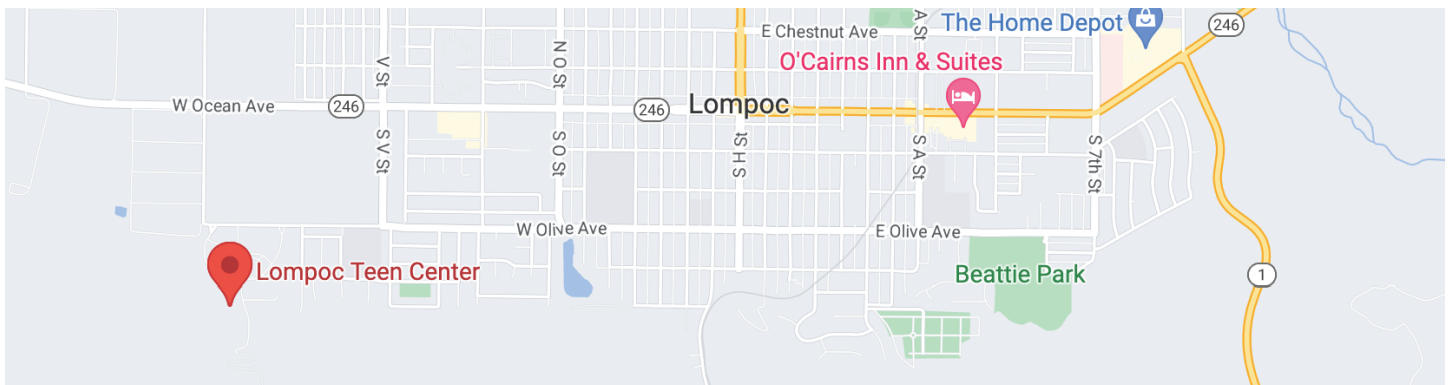 E Chestnut Ave
A St
The Home Depot
246
N O St
V St
O'Cairns Inn & Suites
W Ocean Ave
246
246
Lompoc
S V St
S O St
S H St
S A St
S 7th St
W Olive Ave
E Olive Ave
Lompoc Teen Center
Beattie Park
1